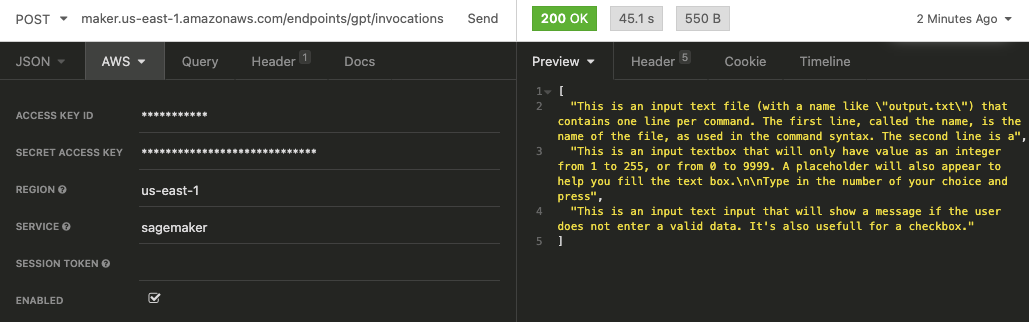 POST maker.us-east-1.amazonaws.com/endpoints/gpt/invocations Send 200 OK 45.1 s 550 B 2 Minutes Ago
JSON AWS Query Header 1 Docs Preview Header 5 Cookie Timeline
ACCESS KEY ID ***********
SECRET ACCESS KEY *****************************
REGION us-east-1
SERVICE sagemaker
SESSION TOKEN
ENABLED
1 [
2 "This is an input text file (with a name like \"output.txt\") that
contains one line per command. The first line, called the name, is the
name of the file, as used in the command syntax. The second line is a",
3 "This is an input textbox that will only have value as an integer
from 1 to 255, or from 0 to 9999. A placeholder will also appear to
help you fill the text box.\n\nType in the number of your choice and
press",
4 "This is an input text input that will show a message if the user
does not enter a valid data. It's also usefull for a checkbox."
5 ]